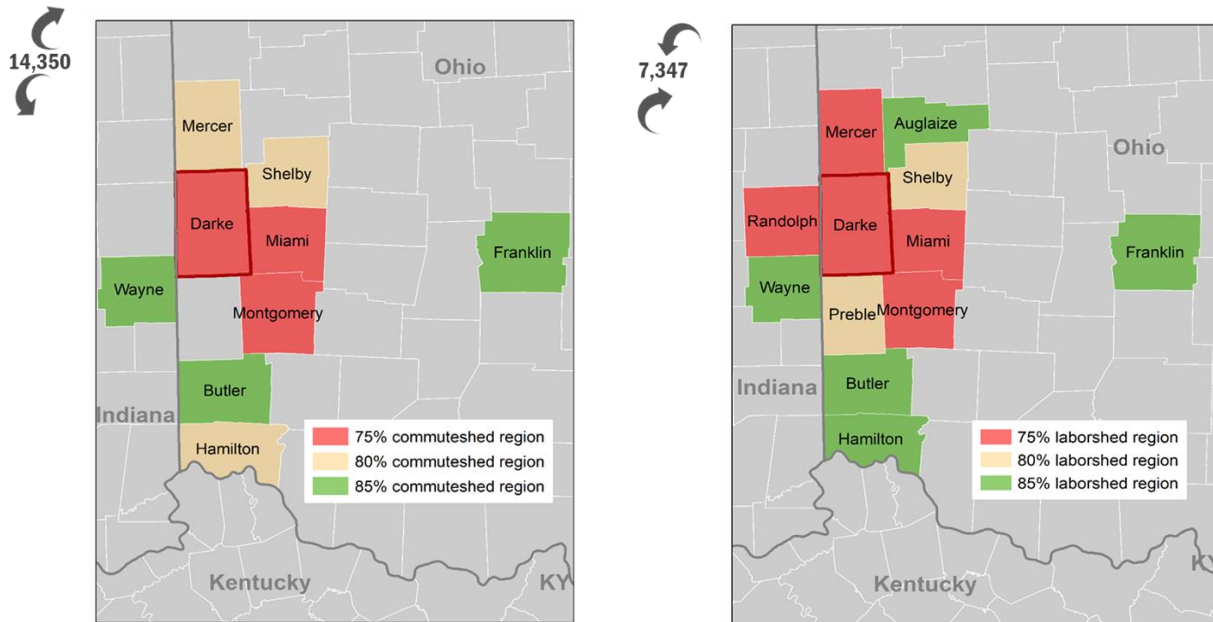 14,350
Ohio
Mercer
Shelby
Darke
Miami
Franklin
Wayne
Montgomery
Butler
Indiana
Hamilton
75% commuteshed region
80% commuteshed region
85% commuteshed region
Kentucky
KY
7,347
Mercer
Auglaize
Ohio
Shelby
Randolph
Darke
Miami
Franklin
Wayne
Preble
Montgomery
Butler
Indiana
Hamilton
75% laborshed region
80% laborshed region
85% laborshed region
Kentucky